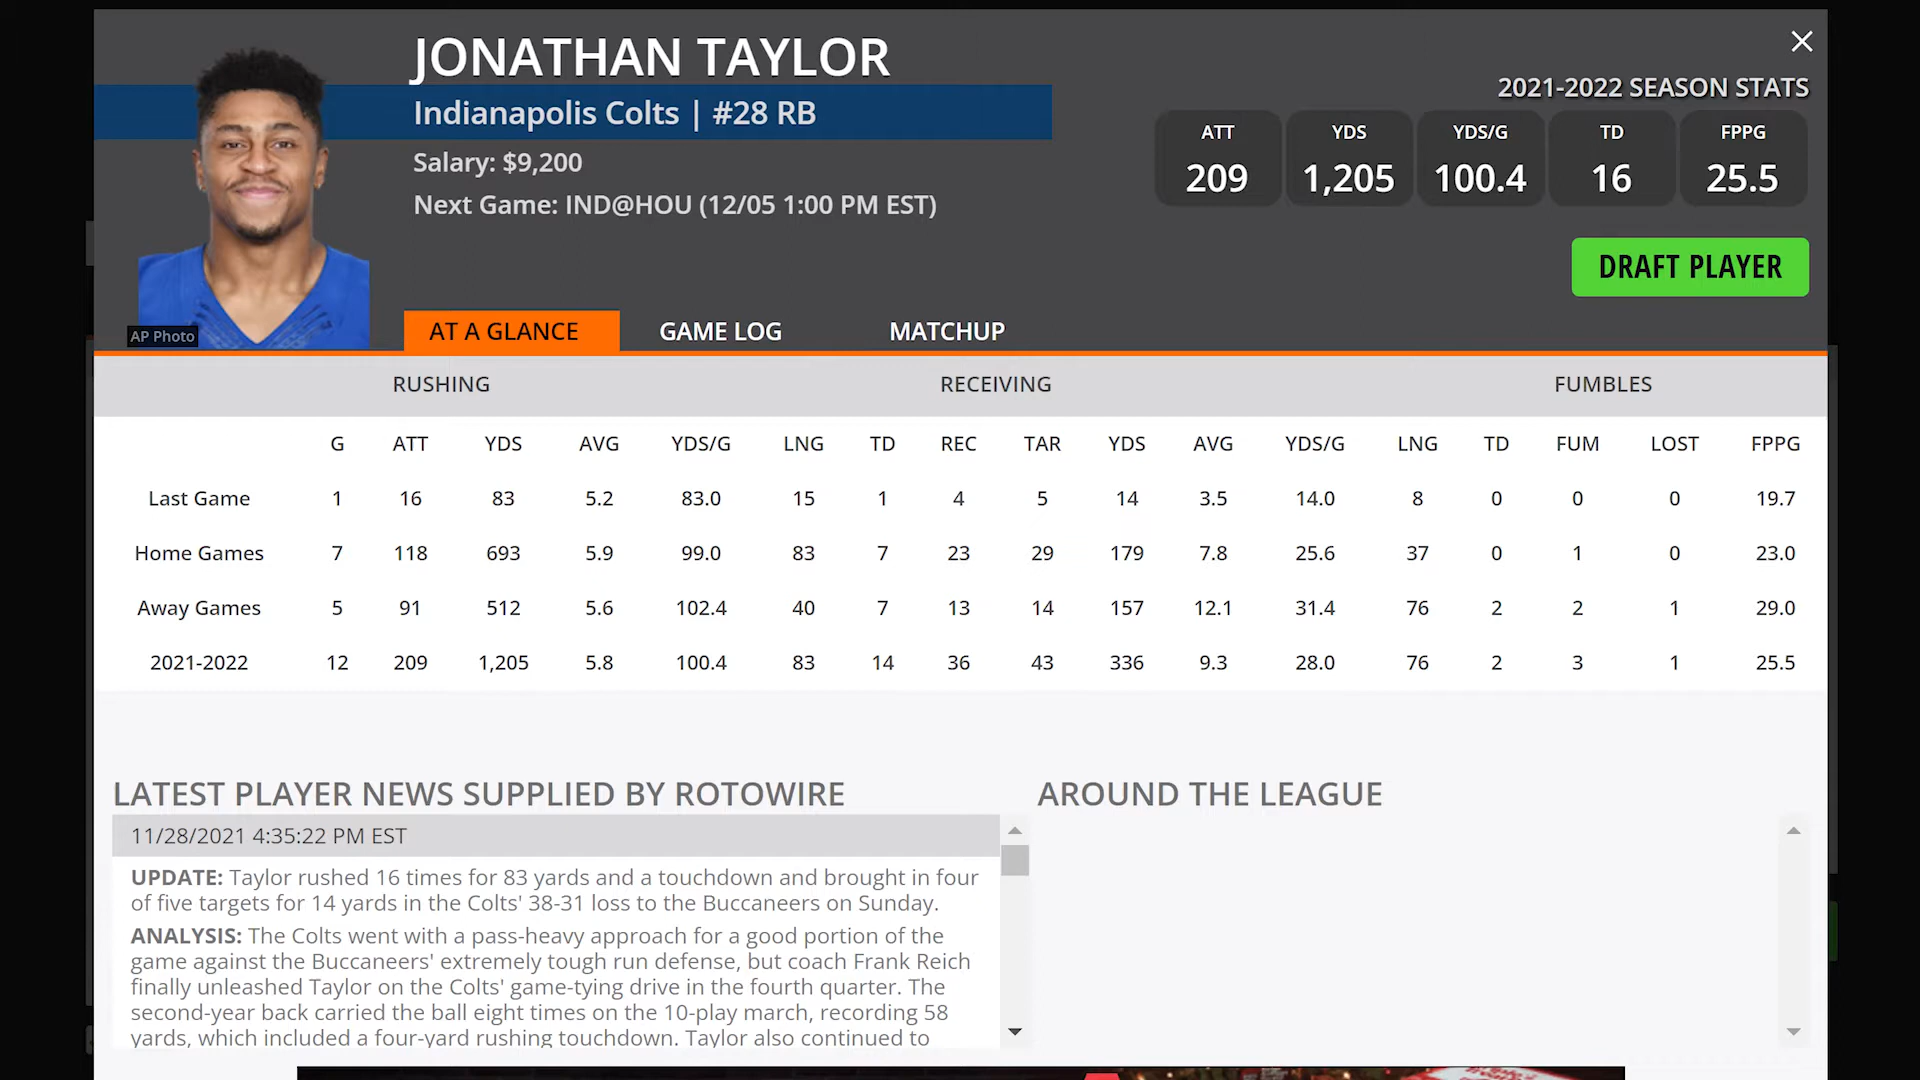 JONATHAN TAYLOR
Indianapolis Colts | #28 RB
Salary: $9,200
Next Game: IND@HOU (12/05 1:00 PM EST)
AP Photo
2021-2022 SEASON STATS
ATT YDS YDS/G TD FPPG
209 1,205 100.4 16 25.5
DRAFT PLAYER
AT A GLANCE GAME LOG MATCHUP
RUSHING RECEIVING FUMBLES
G ATT YDS AVG YDS/G LNG TD REC TAR YDS AVG YDS/G LNG TD FUM LOST FPPG
Last Game 1 16 83 5.2 83.0 15 1 4 5 14 3.5 14.0 8 0 0 0 19.7
Home Games 7 118 693 5.9 99.0 83 7 23 29 179 7.8 25.6 37 0 1 0 23.0
Away Games 5 91 512 5.6 102.4 40 7 13 14 157 12.1 31.4 76 2 2 1 29.0
2021-2022 12 209 1,205 5.8 100.4 83 14 36 43 336 9.3 28.0 76 2 3 1 25.5
LATEST PLAYER NEWS SUPPLIED BY ROTOWIRE
11/28/2021 4:35:22 PM EST
UPDATE: Taylor rushed 16 times for 83 yards and a touchdown and brought in four
of five targets for 14 yards in the Colts' 38-31 loss to the Buccaneers on Sunday.
ANALYSIS: The Colts went with a pass-heavy approach for a good portion of the
game against the Buccaneers' extremely tough run defense, but coach Frank Reich
finally unleashed Taylor on the Colts' game-tying drive in the fourth quarter. The
second-year back carried the ball eight times on the 10-play march, recording 58
yards, which included a four-yard rushing touchdown. Taylor also continued to
AROUND THE LEAGUE